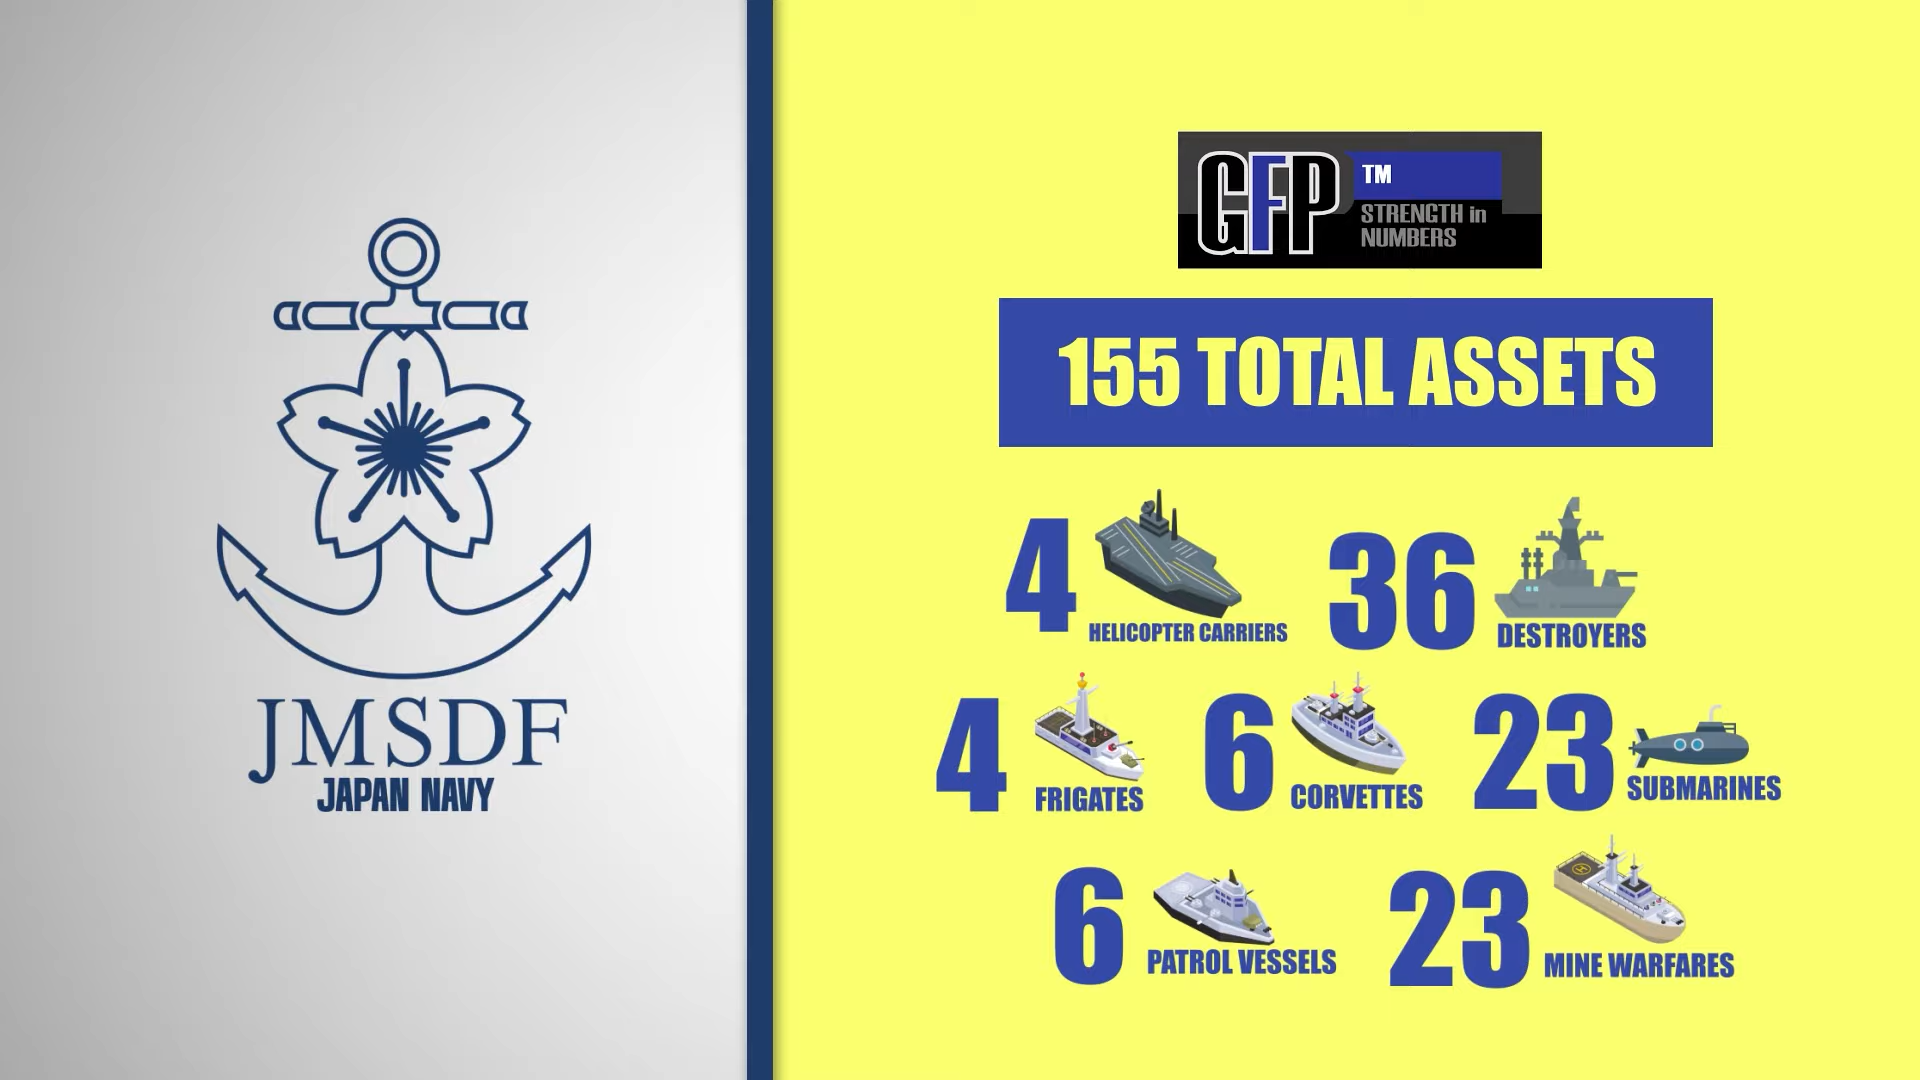 JMSDF
JAPAN NAVY
GFP
TM
STRENGTH in
NUMBERS
155 TOTAL ASSETS
4 HELICOPTER CARRIERS
36 DESTROYERS
4 FRIGATES
6 CORVETTES
23 SUBMARINES
6 PATROL VESSELS
23 MINE WARFARES